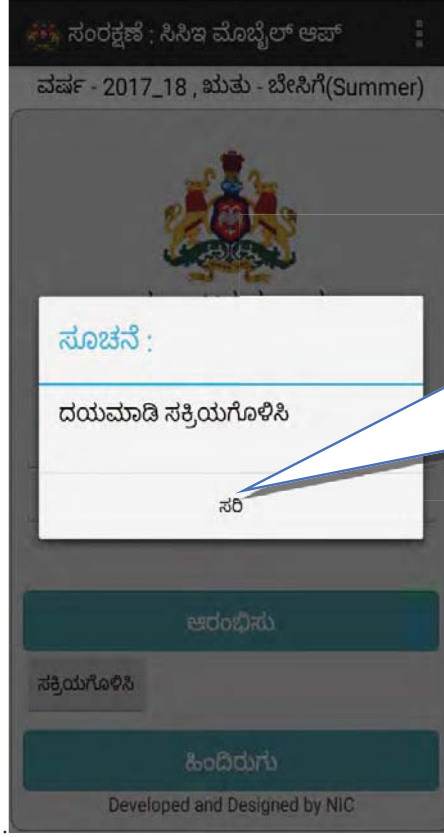 ಸಂರಕ್ಷಣೆ : ಸಿಸಿಇ ಮೊಬೈಲ್ ಆಪ್
ವರ್ಷ - 2017_18 , ಋತು - ಬೇಸಿಗೆ(Summer)
ಸೂಚನೆ :
ದಯಮಾಡಿ ಸಕ್ರಿಯಗೊಳಿಸಿ
ಸರಿ
ಆರಂಭಿಸು
ಸಕ್ರಿಯಗೊಳಿಸಿ
ಹಿಂದಿರುಗು
Developed and Designed by NIC